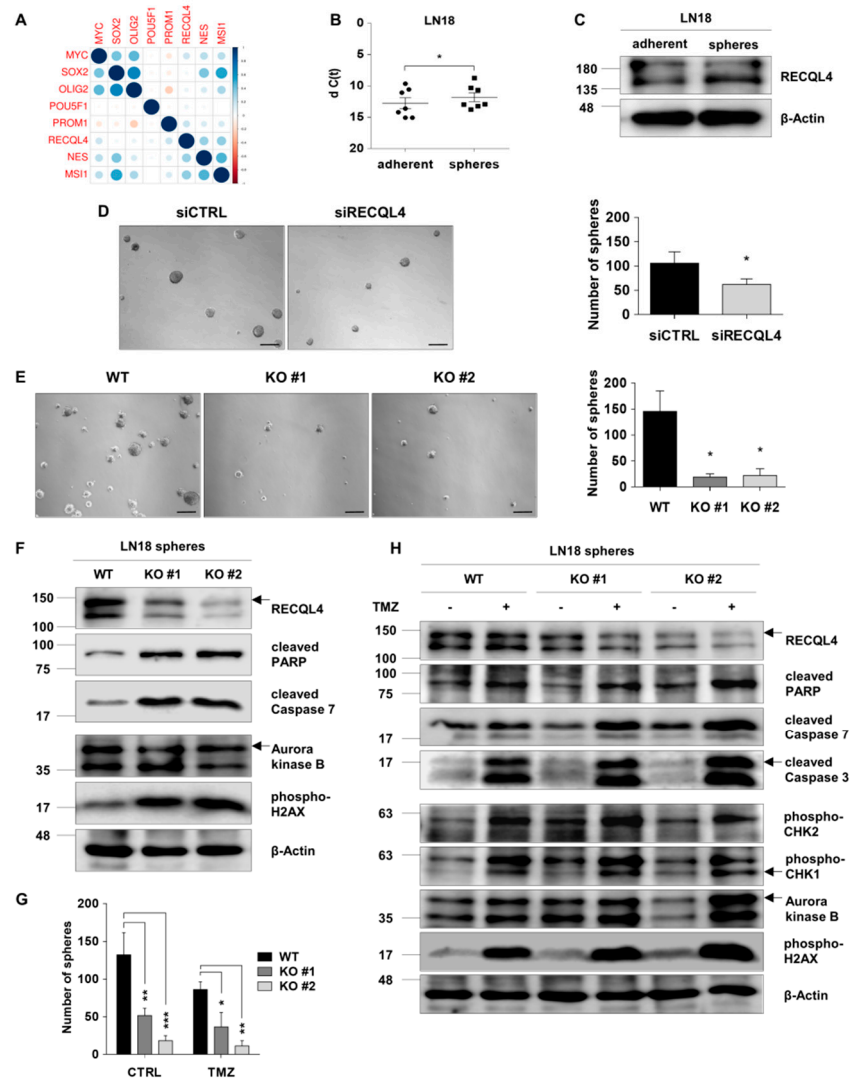 A
MYC
SOX2
OLIG2
POU5F1
PROM1
RECQL4
NES
MSI1
MYC
SOX2
OLIG2
POU5F1
PROM1
RECQL4
NES
MSI1
B
LN18
d C(t)
0
5
10
15
20
*
adherent
spheres
C
LN18
adherent spheres
180
135
48
RECQL4
β-Actin
D
siCTRL
siRECQL4
Number of spheres
200
150
100
50
0
*
siCTRL siRECQL4
E
WT
KO #1
KO #2
Number of spheres
200
150
100
50
0
*
*
WT KO #1 KO #2
F
LN18 spheres
WT KO #1 KO #2
150
100
RECQL4
100
75
cleaved
PARP
17
cleaved
Caspase 7
35
Aurora
kinase B
17
phospho-
H2AX
48
β-Actin
G
Number of spheres
200
150
100
50
0
**
***
*
**
WT
KO #1
KO #2
CTRL TMZ
H
LN18 spheres
WT KO #1 KO #2
TMZ - + - + - +
150
100
RECQL4
100
75
cleaved
PARP
17
cleaved
Caspase 7
17
cleaved
Caspase 3
63
phospho-
CHK2
63
phospho-
CHK1
35
Aurora
kinase B
17
phospho-
H2AX
48
β-Actin